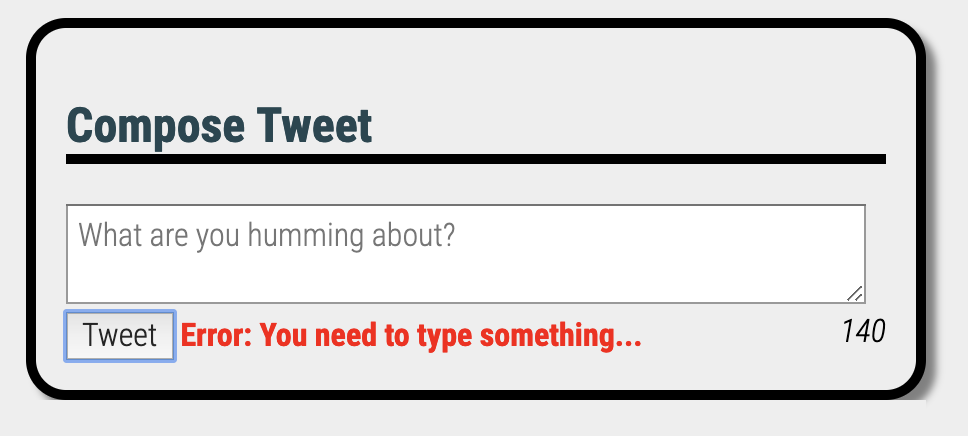 Compose Tweet
What are you humming about?
Tweet Error: You need to type something... 140